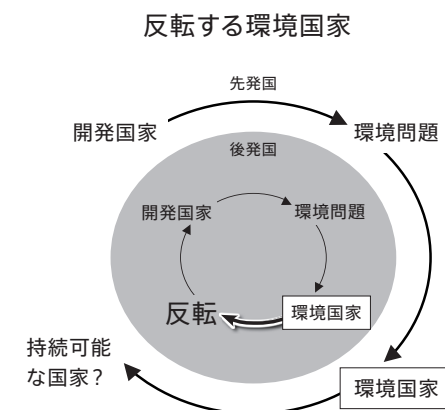 反転する環境国家
先発国
開発国家
環境問題
後発国
開発国家
環境問題
反転
環境国家
持続可能
な国家？
環境国家